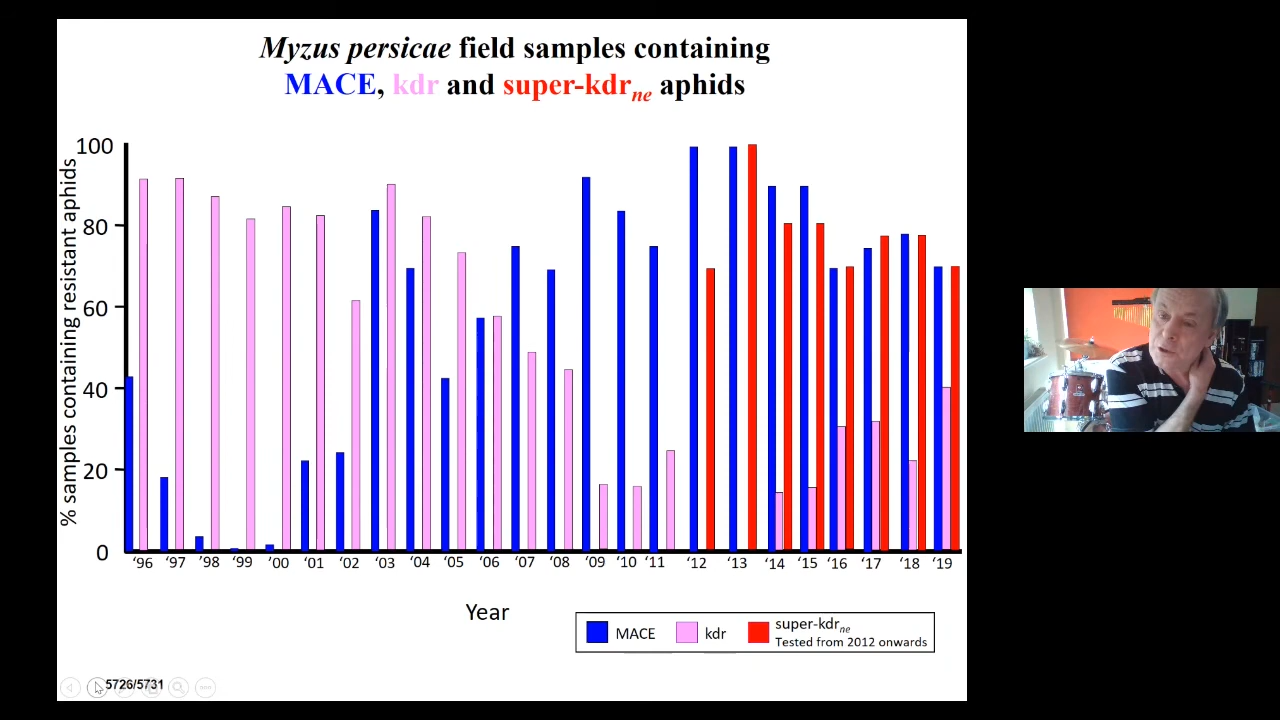 Myzus persicae field samples containing
MACE, kdr and super-kdrne aphids
% samples containing resistant aphids
100
80
60
40
20
0
‘96 ‘97 ‘98 ‘99 ’00 ‘01 ‘02 ‘03 ‘04 ‘05 ‘06 ‘07 ‘08 ‘09 ‘10 ‘11 ‘12 ‘13 ‘14 ‘15 ‘16 ‘17 ‘18 ‘19
Year
MACE kdr super-kdrne
Tested from 2012 onwards
5726/5731